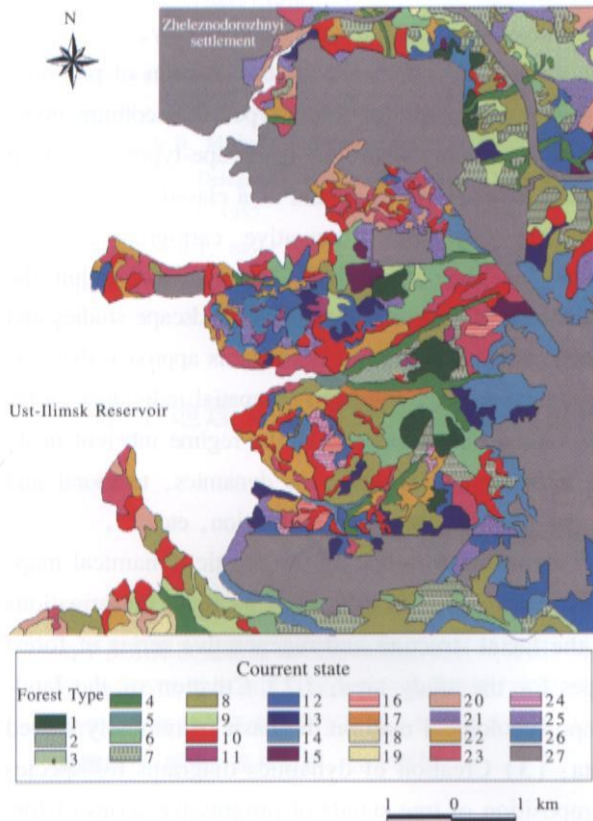 N
Zheleznodorozhnyi
settlement
Ust-Ilimsk Reservoir
Courrent state
Forest Type 4 8 12 16 20 24
1 5 9 13 17 21 25
2 6 10 14 18 22 26
3 7 11 15 19 23 27
1 0 1 km